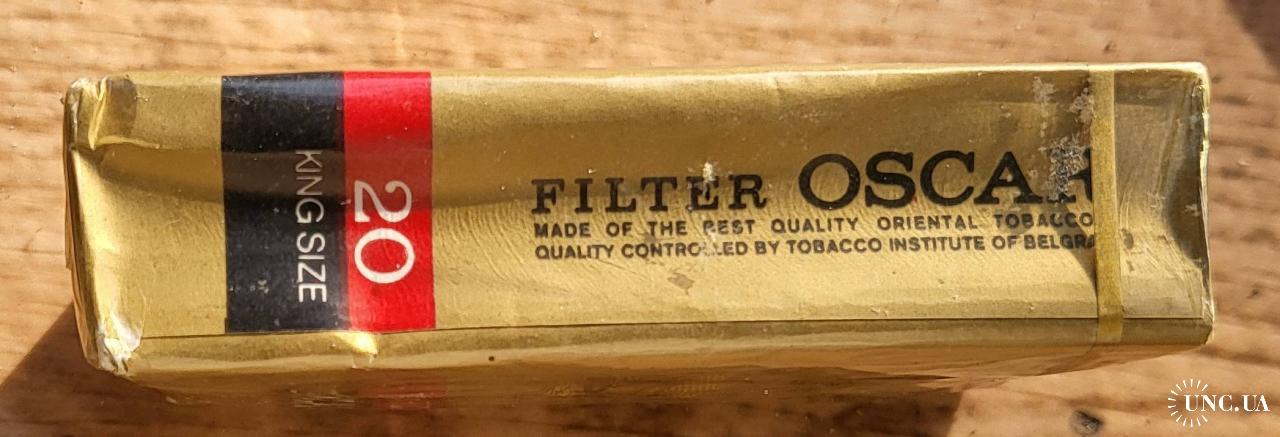 KING SIZE
20
FILTER OSCAR
MADE OF THE BEST QUALITY ORIENTAL TOBACCO
QUALITY CONTROLLED BY TOBACCO INSTITUTE OF
UNC.UA